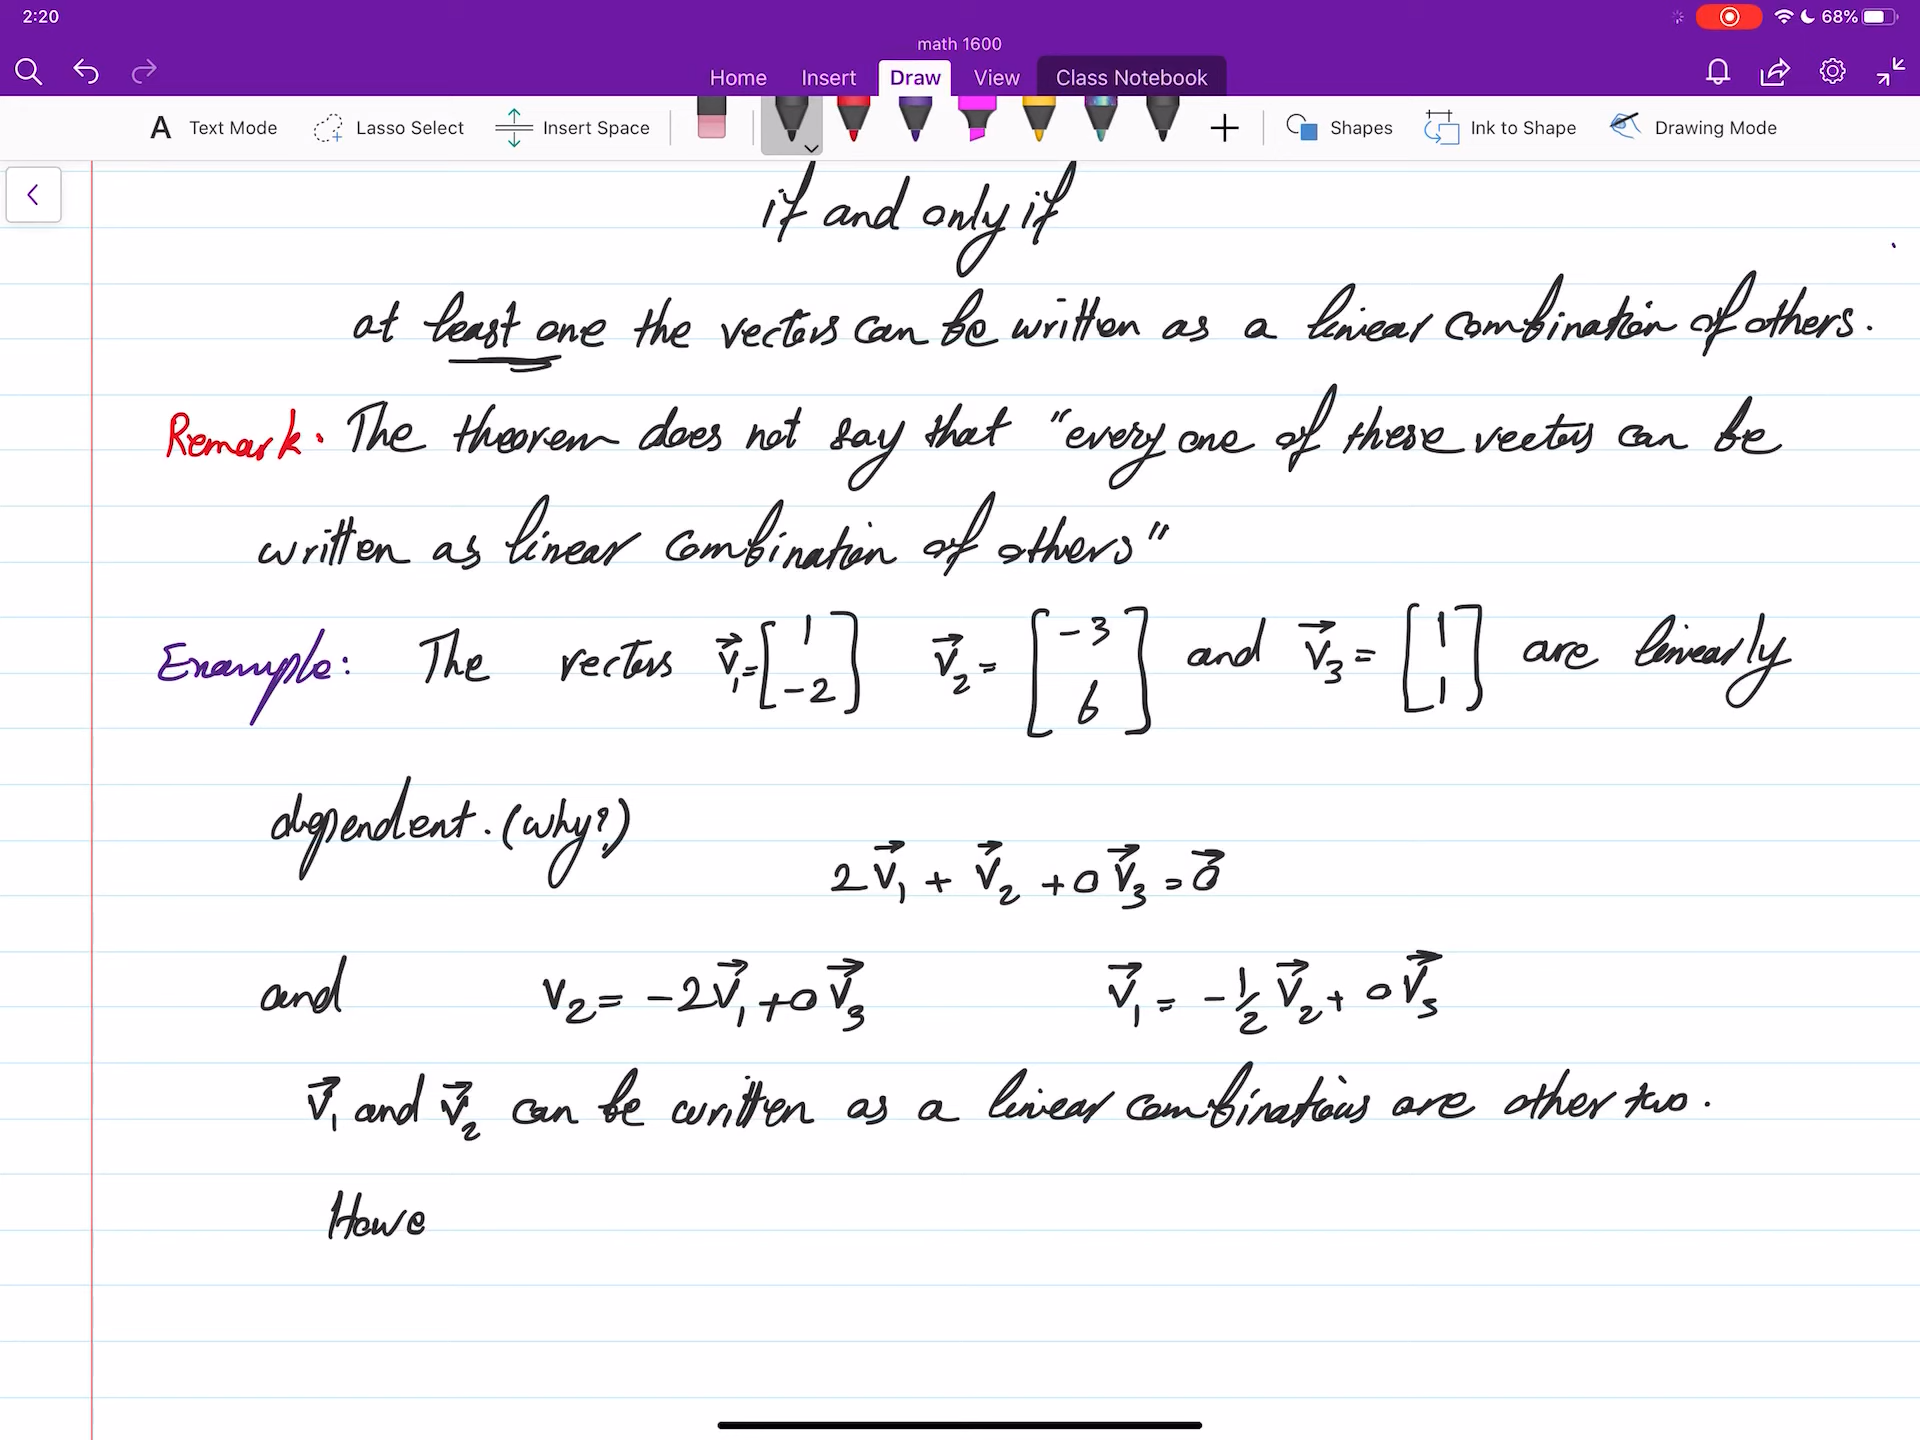 2:20
68%
math 1600
Home Insert Draw View Class Notebook
A Text Mode Lasso Select Insert Space Shapes Ink to Shape Drawing Mode
if and only if
at least one the vectors can be written as a linear combination of others.
Remark. The theorem does not say that "every one of these vectors can be
written as linear combination of others"
Example: The vectors v⃗₁=[1 -2] v⃗₂=[-3 6] and v⃗₃=[1 1] are linearly
dependent. (why?)
2v⃗₁ + v⃗₂ + 0v⃗₃ = 0⃗
and v₂ = -2v⃗₁ + 0v⃗₃ v⃗₁ = -1/2 v⃗₂ + 0v⃗₃
v⃗₁ and v⃗₂ can be written as a linear combinations are other two.
Howe